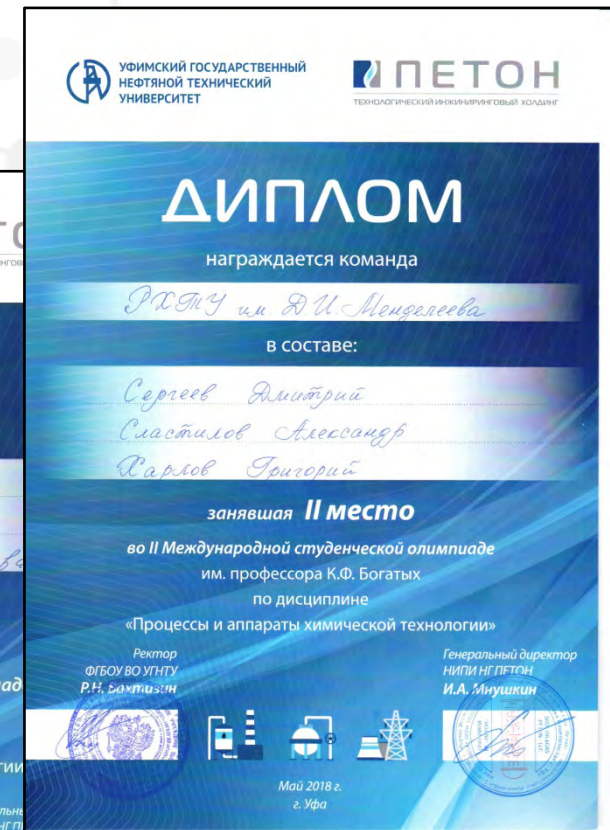 УФИМСКИЙ ГОСУДАРСТВЕННЫЙ
НЕФТЯНОЙ ТЕХНИЧЕСКИЙ
УНИВЕРСИТЕТ
ПЕТОН
ТЕХНОЛОГИЧЕСКИЙ ИНЖИНИРИНГОВЫЙ ХОЛДИНГ
ДИПЛОМ
награждается команда
РХТУ им. Д.И. Менделеева
в составе:
Сергеев Дмитрий
Сластилов Александр
Харлов Григорий
занявшая II место
во II Международной студенческой олимпиаде
им. профессора К.Ф. Богатых
по дисциплине
«Процессы и аппараты химической технологии»
Ректор
ФГБОУ ВО УГНТУ
Р.Н. Бахтизин
Генеральный директор
НИПИ НГ ПЕТОН
И.А. Мнушкин
Май 2018 г.
г. Уфа